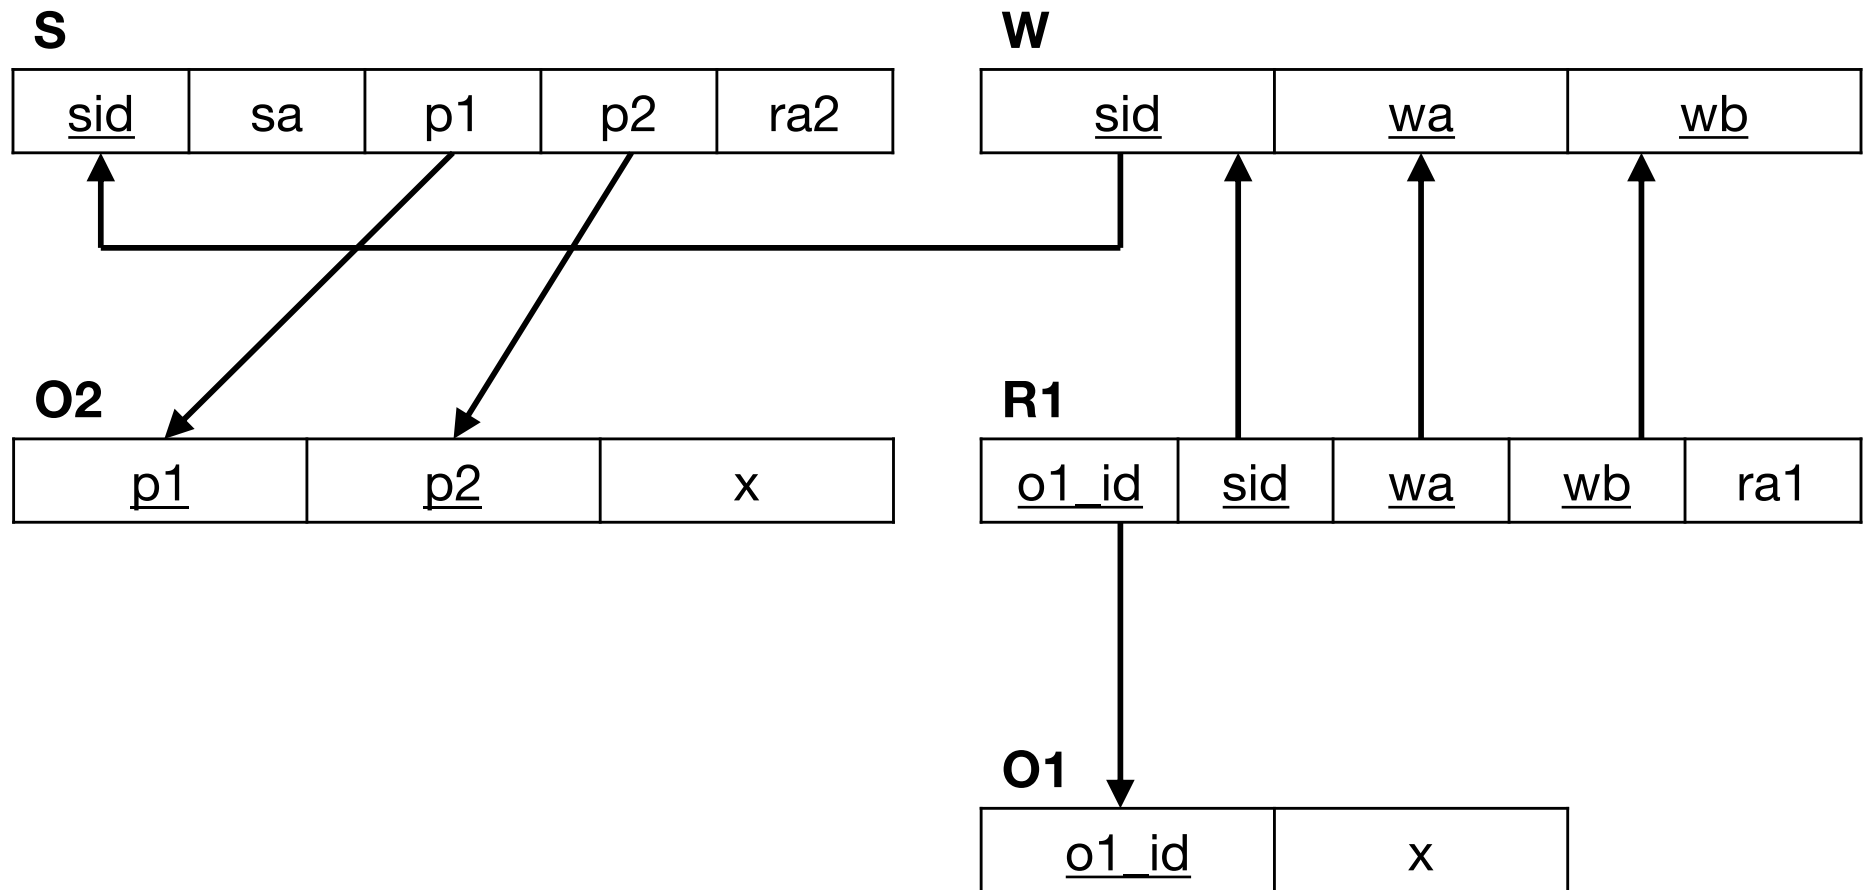 S
sid sa p1 p2 ra2
W
sid wa wb
O2
p1 p2 x
R1
o1_id sid wa wb ra1
O1
o1_id x